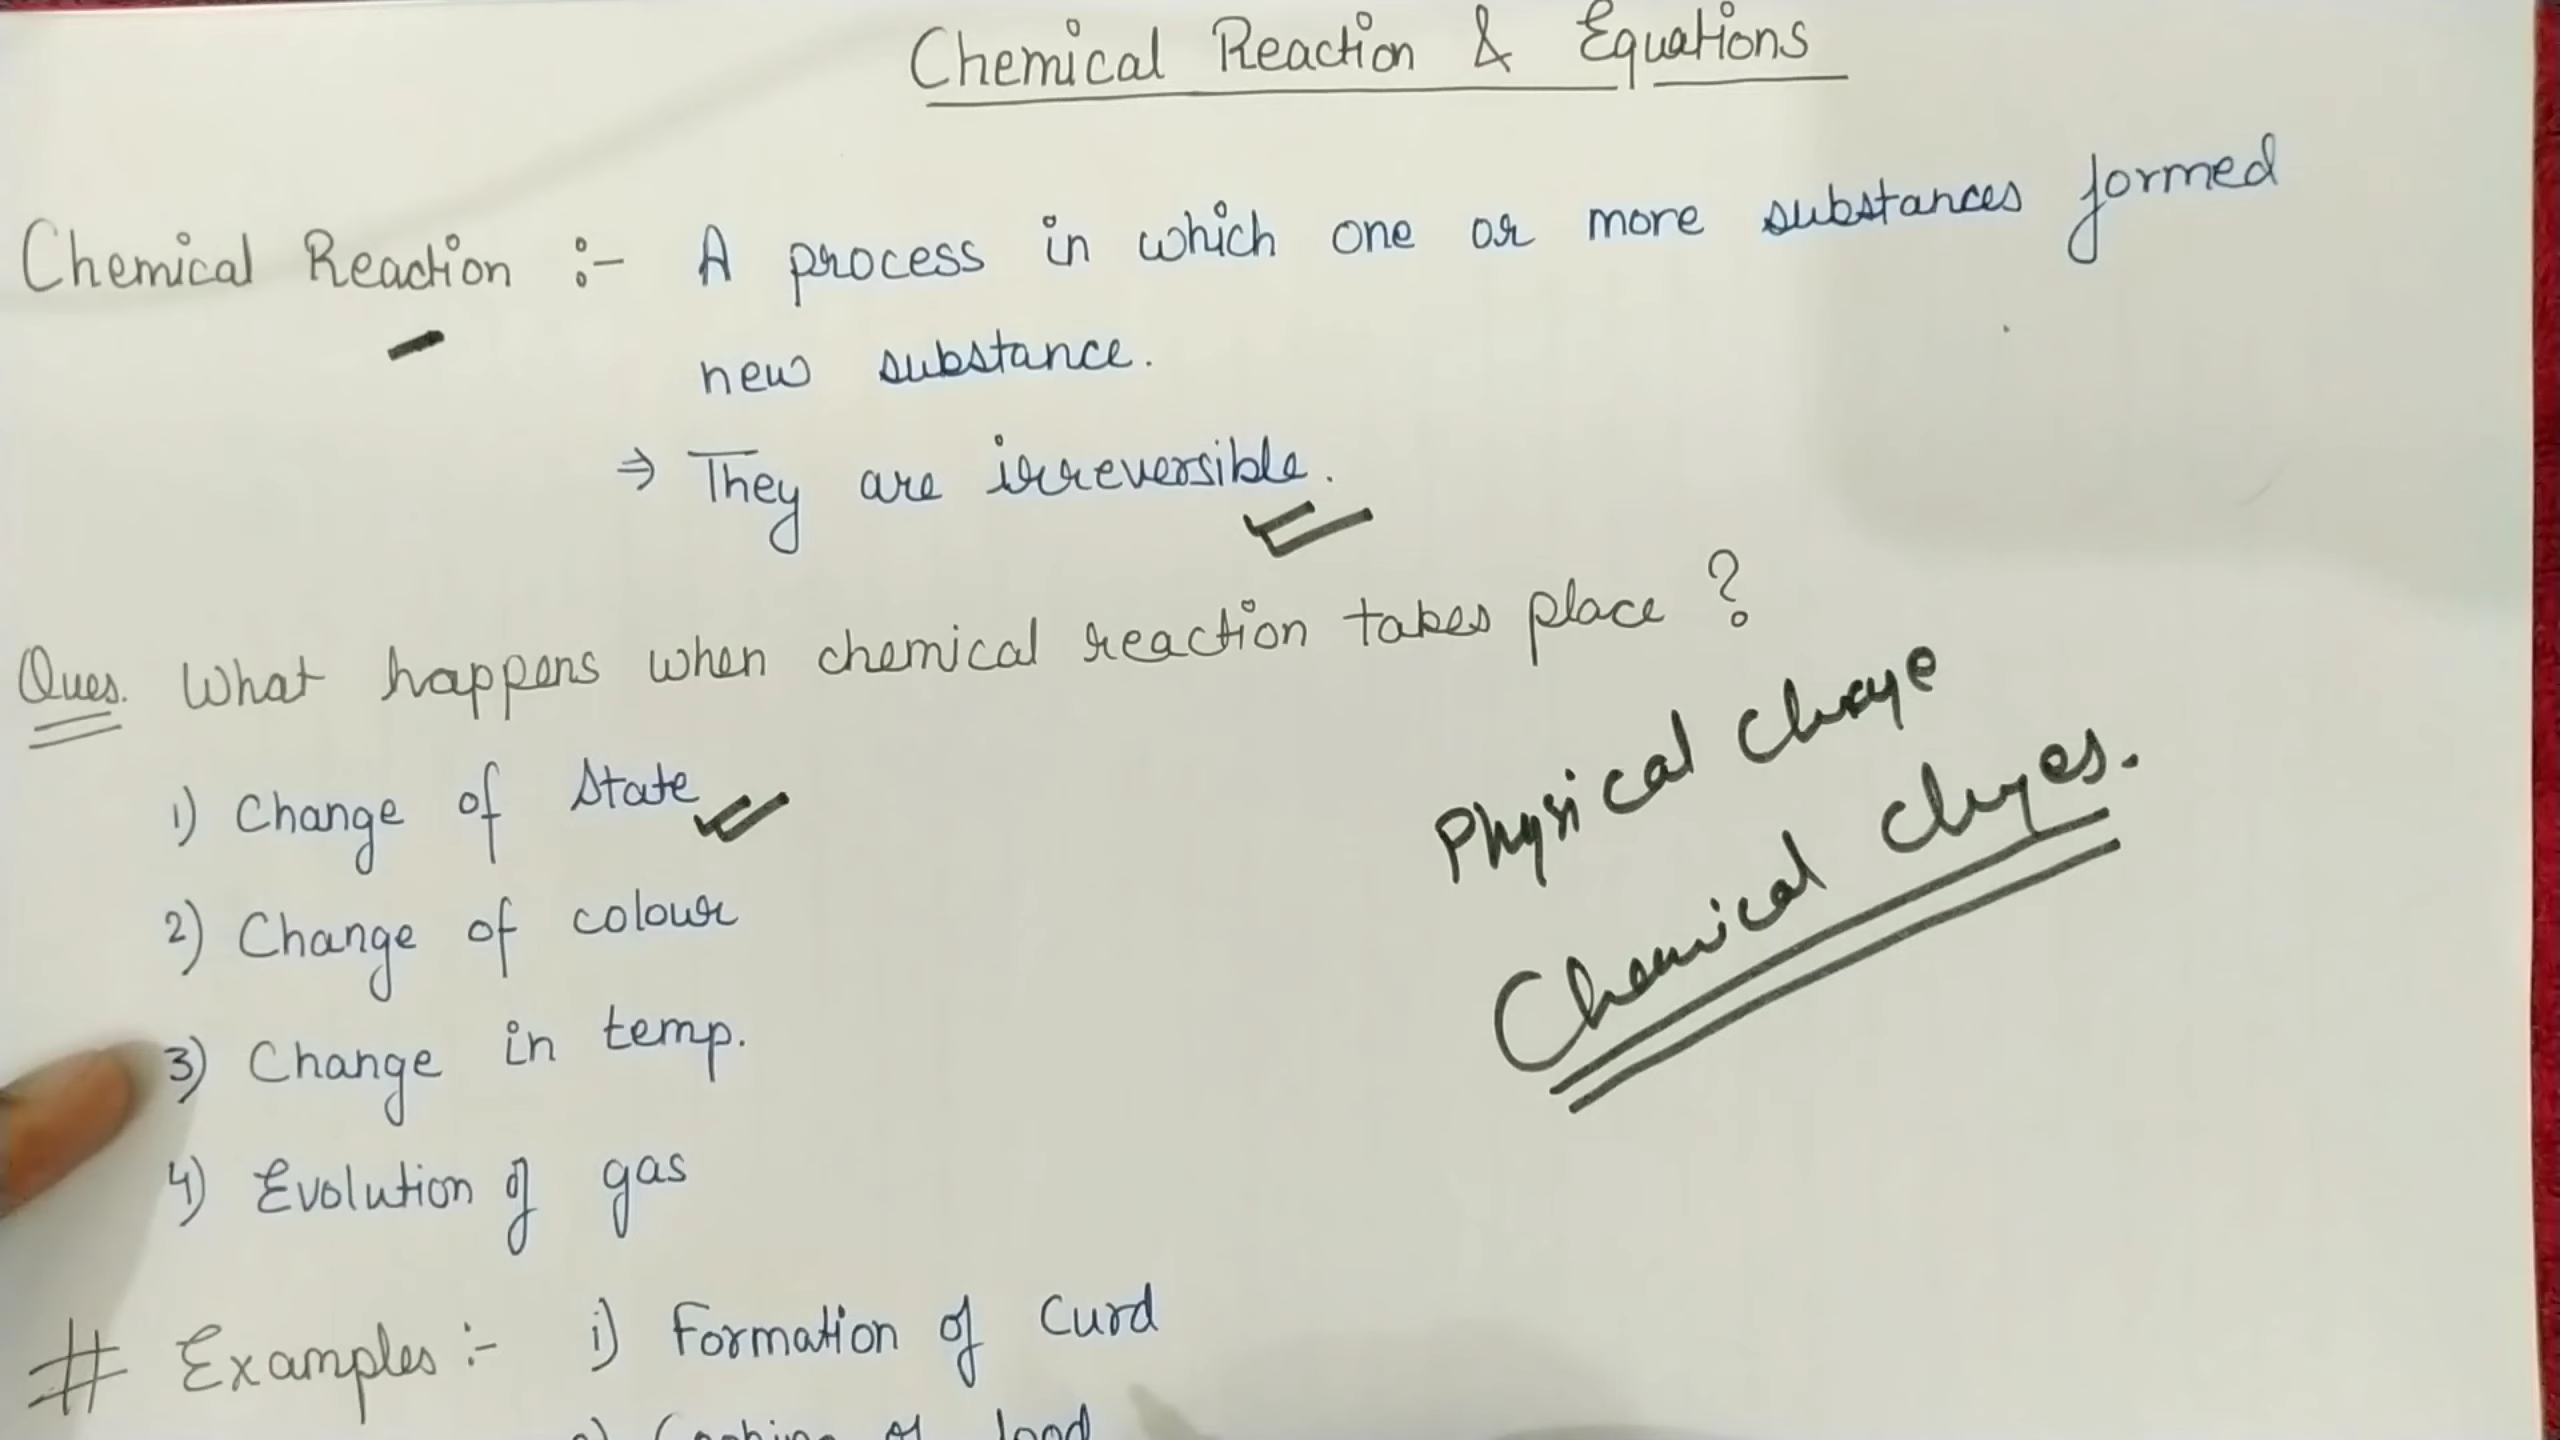 Chemical Reaction & Equations
Chemical Reaction :- A process in which one or more substances formed
new substance.
⇒ They are irreversible.
Ques. What happens when chemical reaction takes place ?
1) Change of State
2) Change of colour
3) Change in temp.
4) Evolution of gas
Physical Change
Chemical Changes.
# Examples :- i) Formation of Curd